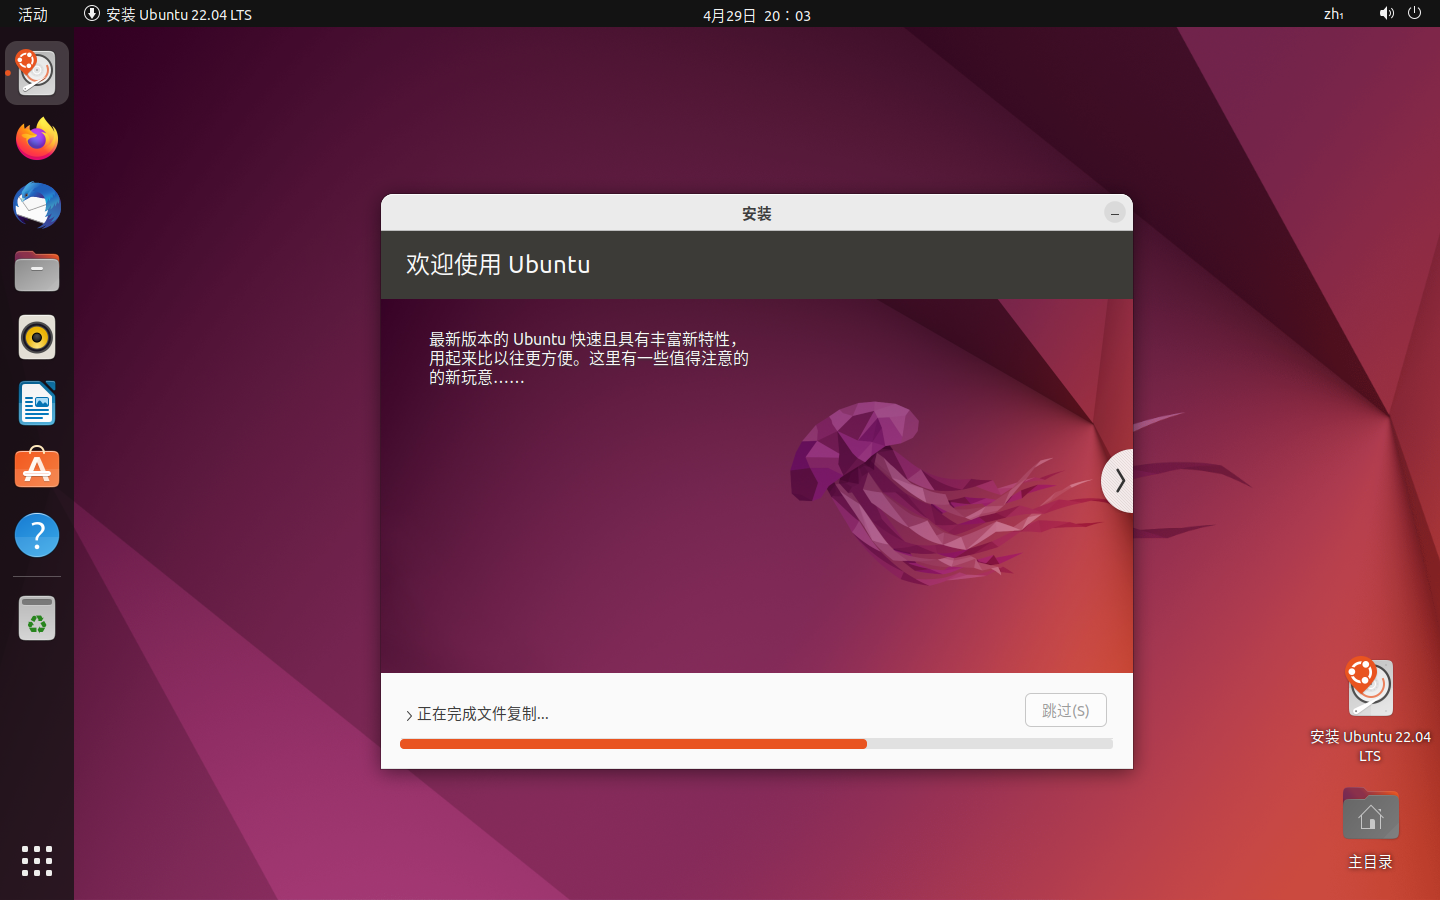 活动
安装 Ubuntu 22.04 LTS
4月29日 20：03
zh₁
安装
欢迎使用 Ubuntu
最新版本的 Ubuntu 快速且具有丰富新特性，
用起来比以往更方便。这里有一些值得注意的
的新玩意……
正在完成文件复制...
跳过(S)
安装 Ubuntu 22.04
LTS
主目录